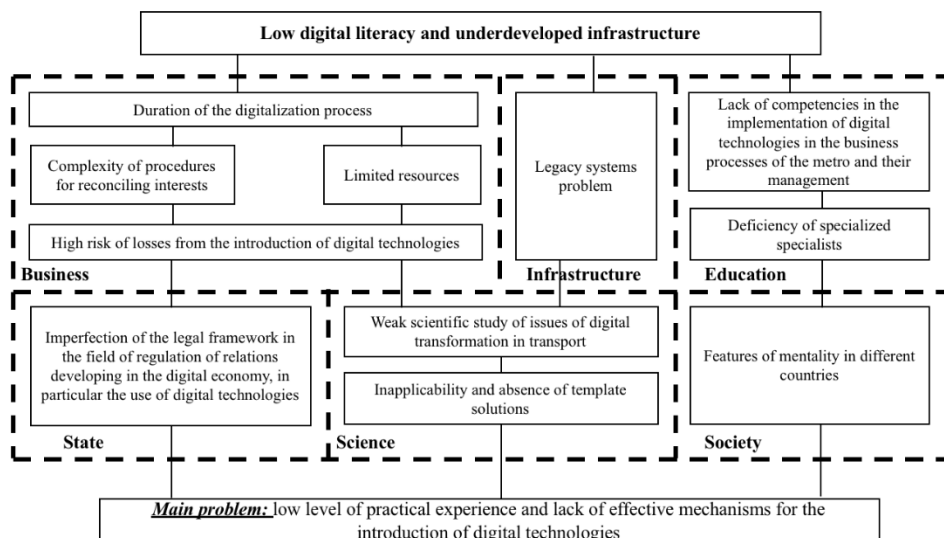 Low digital literacy and underdeveloped infrastructure
Duration of the digitalization process
Complexity of procedures
for reconciling interests
Limited resources
High risk of losses from the introduction of digital technologies
Business
Legacy systems
problem
Infrastructure
Lack of competencies in the
implementation of digital
technologies in the business
processes of the metro and their
management
Deficiency of specialized
specialists
Education
Imperfection of the legal framework in
the field of regulation of relations
developing in the digital economy, in
particular the use of digital technologies
State
Weak scientific study of issues of digital
transformation in transport
Inapplicability and absence of template
solutions
Science
Features of mentality in different
countries
Society
Main problem: low level of practical experience and lack of effective mechanisms for the
introduction of digital technologies